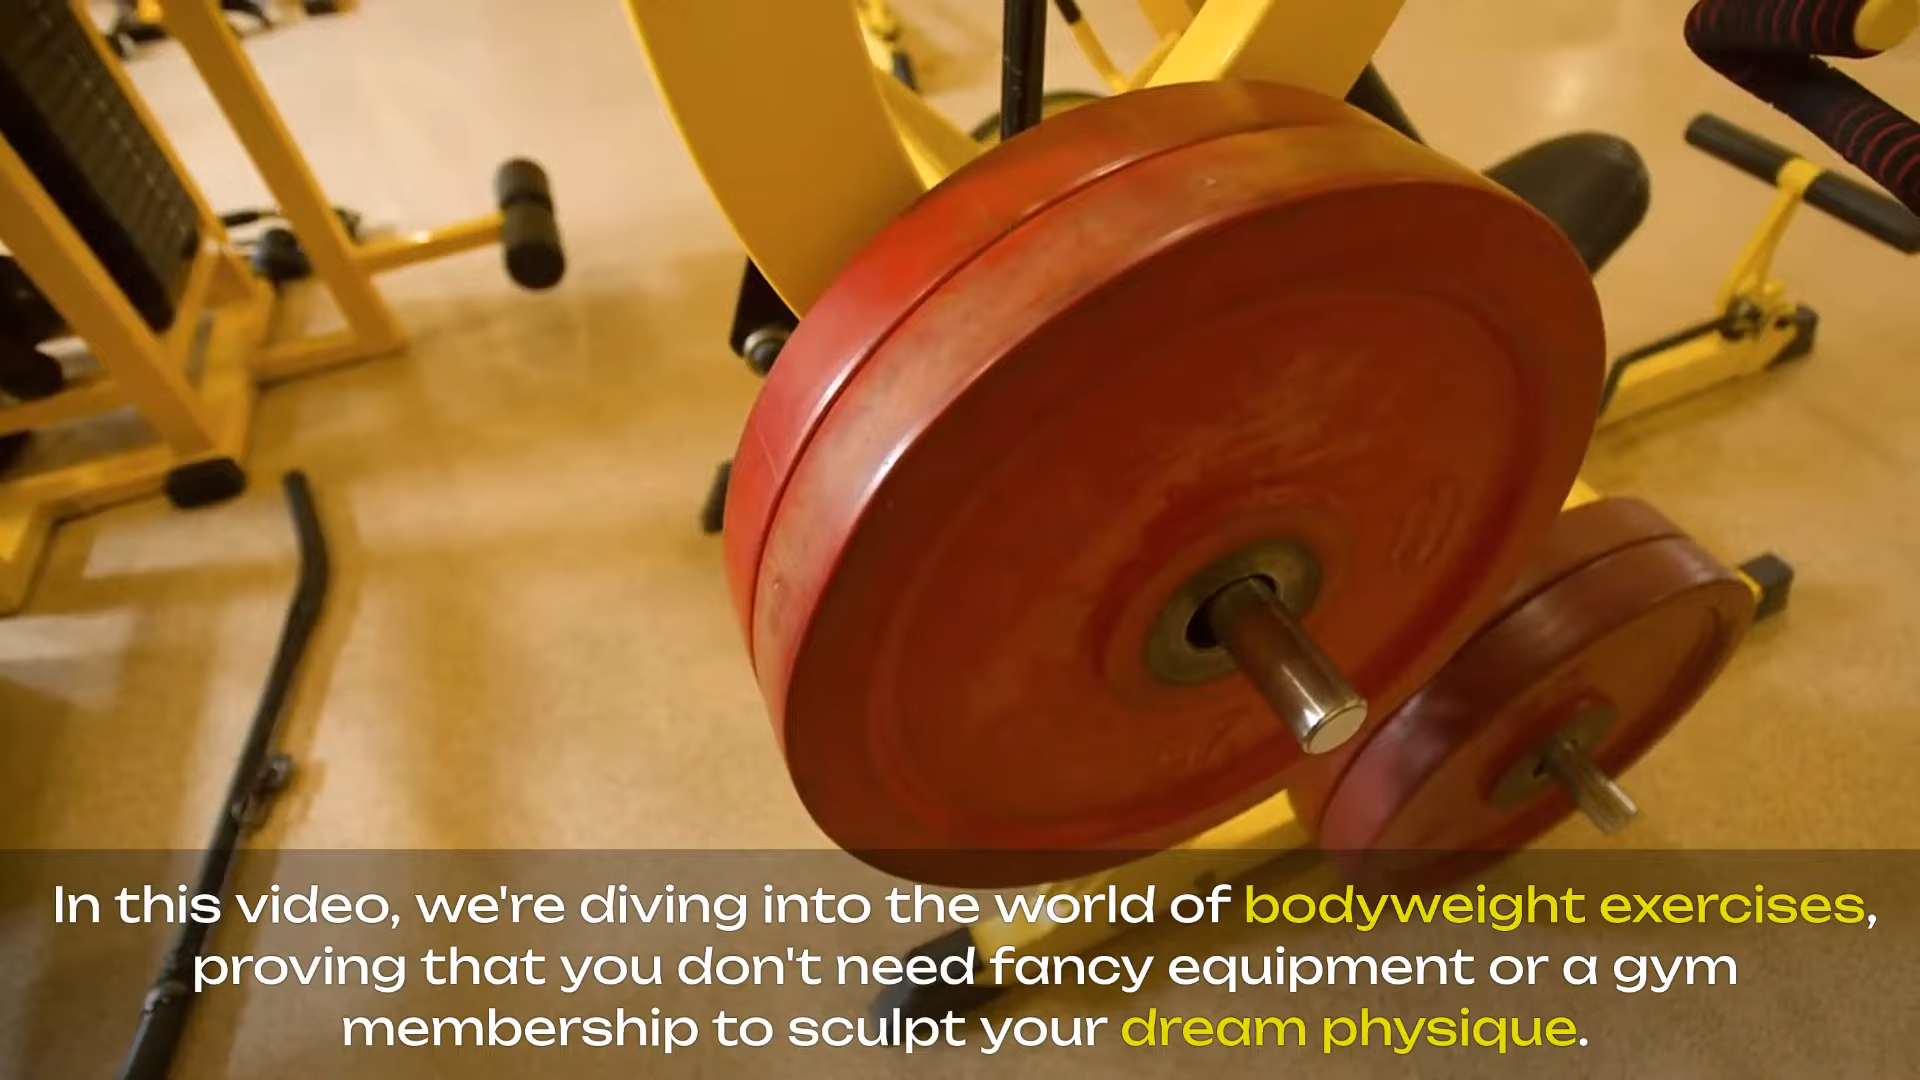 In this video, we're diving into the world of bodyweight exercises,
proving that you don't need fancy equipment or a gym
membership to sculpt your dream physique.